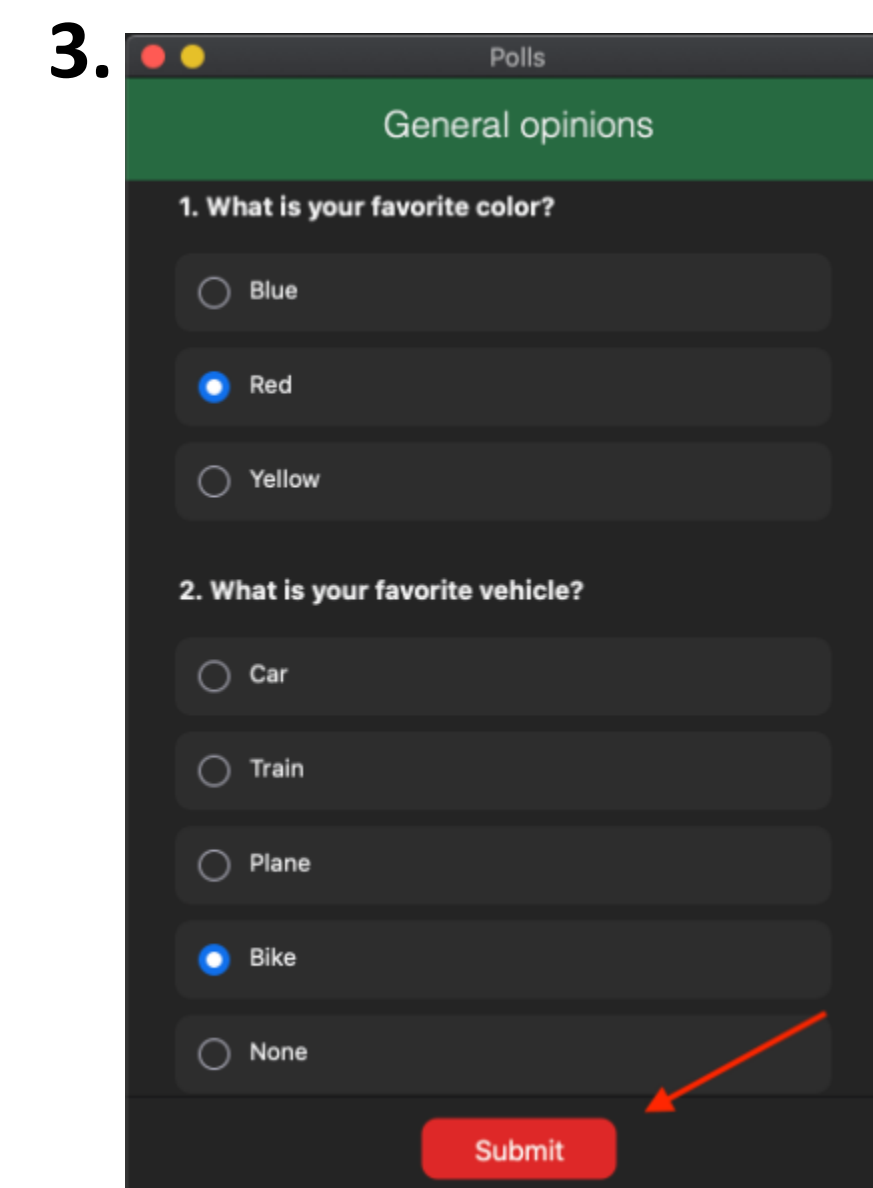 3.
Polls
General opinions
1. What is your favorite color?
Blue
Red
Yellow
2. What is your favorite vehicle?
Car
Train
Plane
Bike
None
Submit